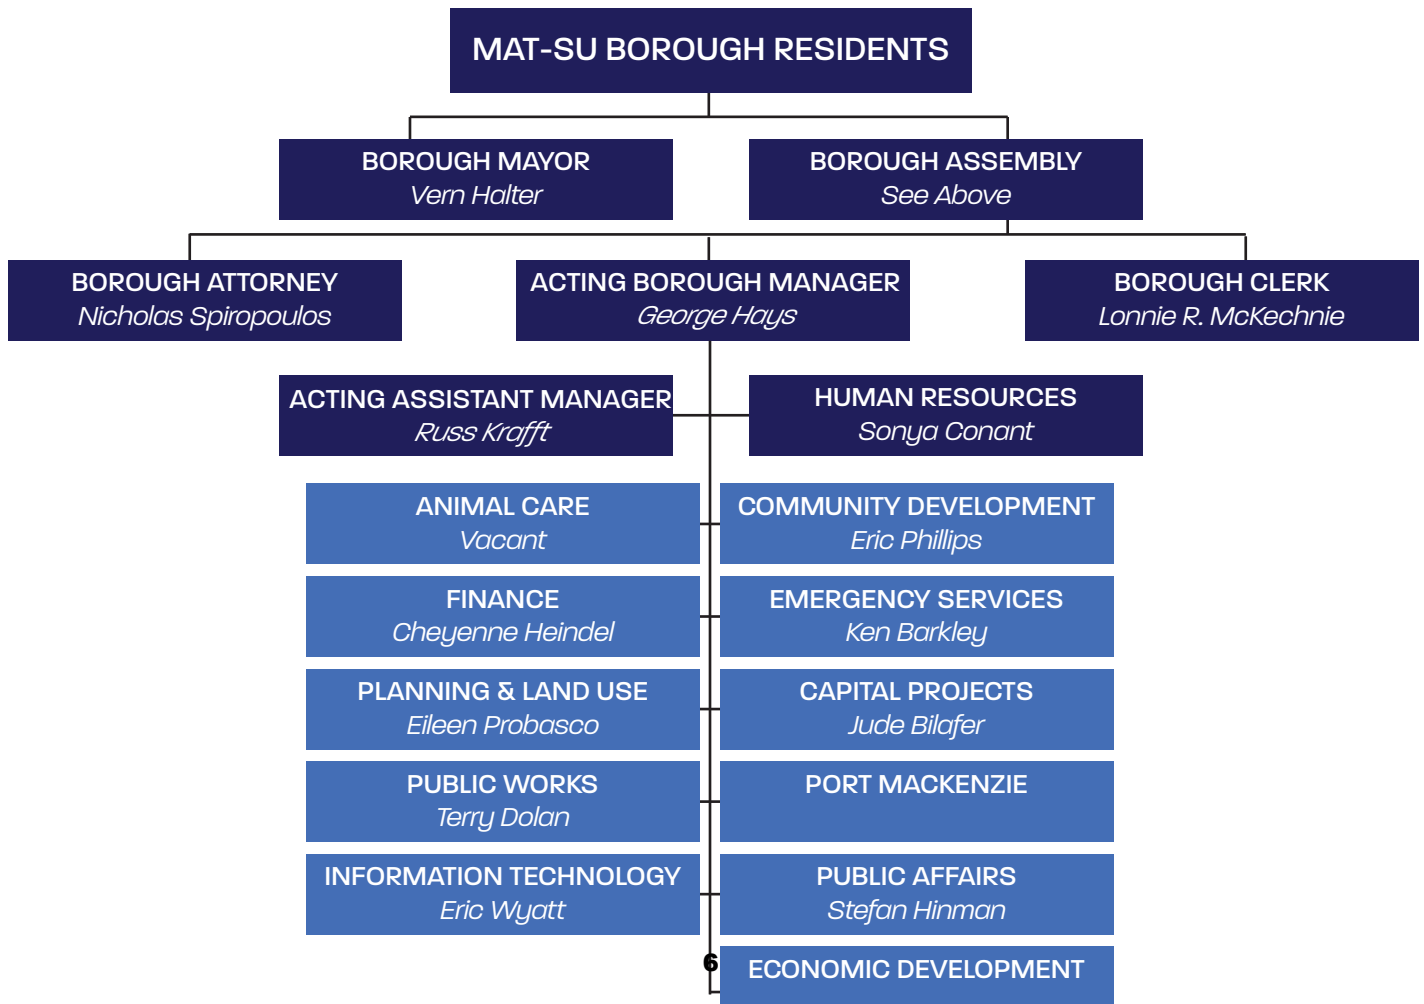 MAT-SU BOROUGH RESIDENTS
BOROUGH MAYOR
Vern Halter
BOROUGH ASSEMBLY
See Above
BOROUGH ATTORNEY
Nicholas Spiropoulos
ACTING BOROUGH MANAGER
George Hays
BOROUGH CLERK
Lonnie R. McKechnie
ACTING ASSISTANT MANAGER
Russ Krafft
HUMAN RESOURCES
Sonya Conant
ANIMAL CARE
Vacant
COMMUNITY DEVELOPMENT
Eric Phillips
FINANCE
Cheyenne Heindel
EMERGENCY SERVICES
Ken Barkley
PLANNING & LAND USE
Eileen Probasco
CAPITAL PROJECTS
Jude Bilafer
PUBLIC WORKS
Terry Dolan
PORT MACKENZIE
INFORMATION TECHNOLOGY
Eric Wyatt
PUBLIC AFFAIRS
Stefan Hinman
6
ECONOMIC DEVELOPMENT